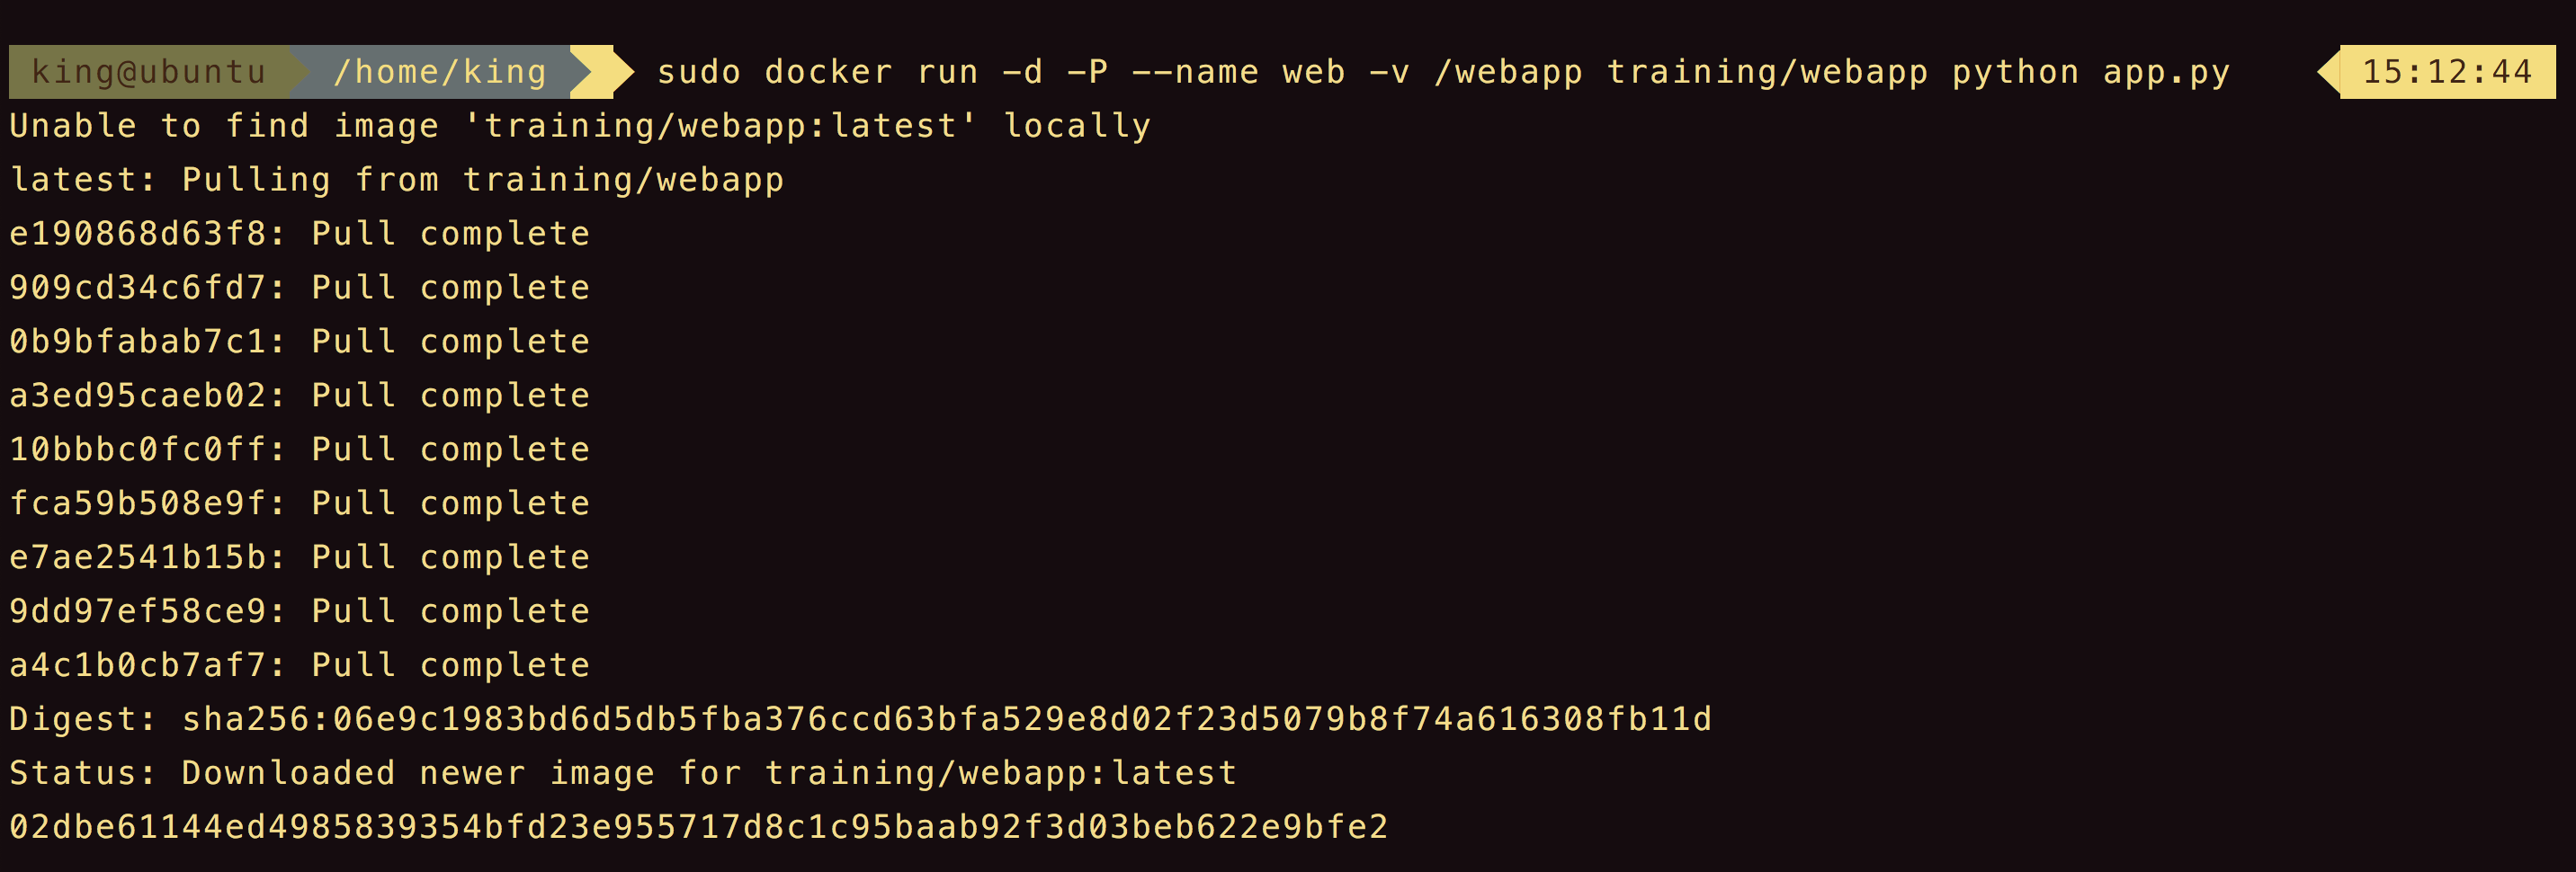 king@ubuntu /home/king sudo docker run -d -P --name web -v /webapp training/webapp python app.py 15:12:44
Unable to find image 'training/webapp:latest' locally
latest: Pulling from training/webapp
e190868d63f8: Pull complete
909cd34c6fd7: Pull complete
0b9bfabab7c1: Pull complete
a3ed95caeb02: Pull complete
10bbbc0fc0ff: Pull complete
fca59b508e9f: Pull complete
e7ae2541b15b: Pull complete
9dd97ef58ce9: Pull complete
a4c1b0cb7af7: Pull complete
Digest: sha256:06e9c1983bd6d5db5fba376ccd63bfa529e8d02f23d5079b8f74a616308fb11d
Status: Downloaded newer image for training/webapp:latest
02dbe61144ed4985839354bfd23e955717d8c1c95baab92f3d03beb622e9bfe2